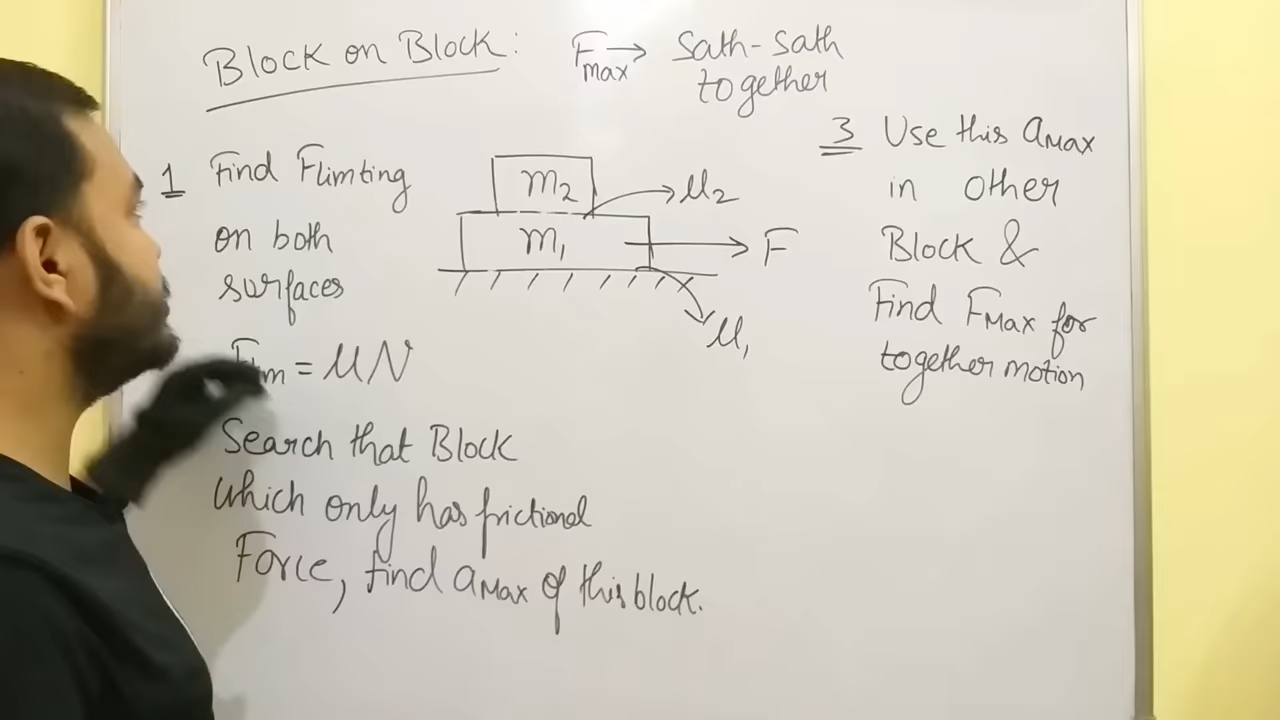 Block on Block:
Fmax → Sath-Sath
together
1 Find Flimting
on both
surfaces
= μN
Search that Block
which only has frictional
Force, find amax of this block.
m2
μ2
m1
F
μ1
3 Use this amax
in other
Block &
Find Fmax for
together motion